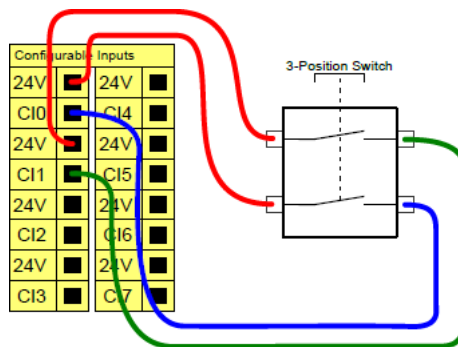 Configurable Inputs
3-Position Switch
24V 24V
CI0 CI4
24V 24V
CI1 CI5
24V 24V
CI2 CI6
24V 24V
CI3 CI7